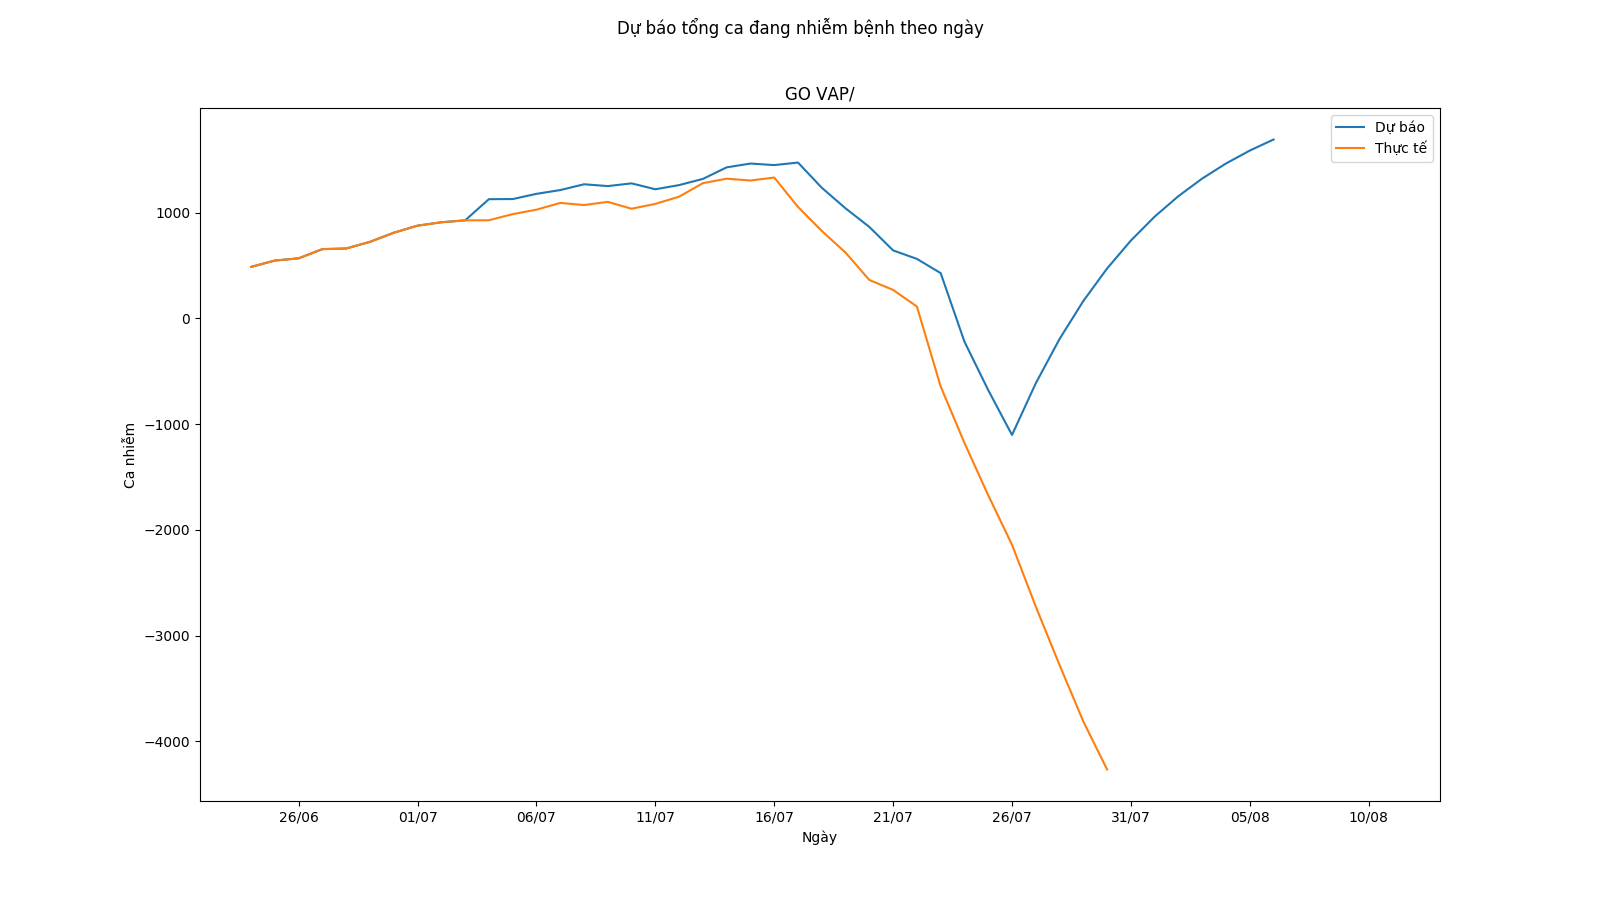 Dự báo tổng ca đang nhiễm bệnh theo ngày
GO VAP/
Dự báo
Thực tế
1000
0
−1000
−2000
−3000
−4000
Ca nhiễm
26/06 01/07 06/07 11/07 16/07 21/07 26/07 31/07 05/08 10/08
Ngày